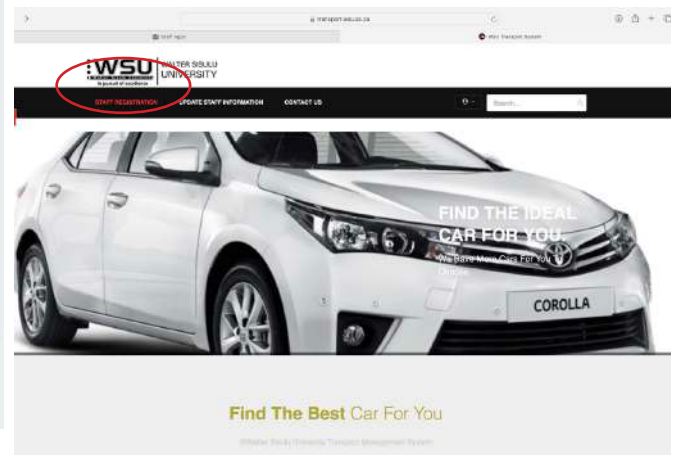 transport.wsu.ac.za
WSU Transport System
WSU
WALTER SISULU
UNIVERSITY
In pursuit of excellence
STAFF REGISTRATION UPDATE STAFF INFORMATION CONTACT US
Search...
FIND THE IDEAL
CAR FOR YOU.
We Have More Cars For You To
Choose.
COROLLA
Find The Best Car For You
©Walter Sisulu University Transport Management System